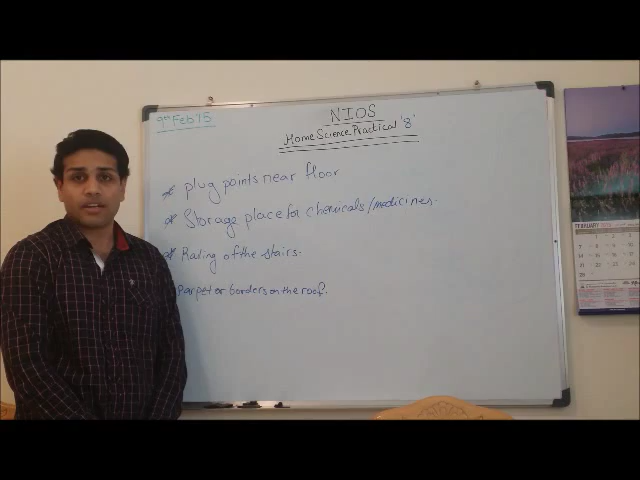 9th Feb'15
NIOS
Home Science Practical '8'
* plug points near floor
* Storage place for chemicals/medicines.
* Railing of the stairs.
Parpet or borders on the roof.
FEBRUARY